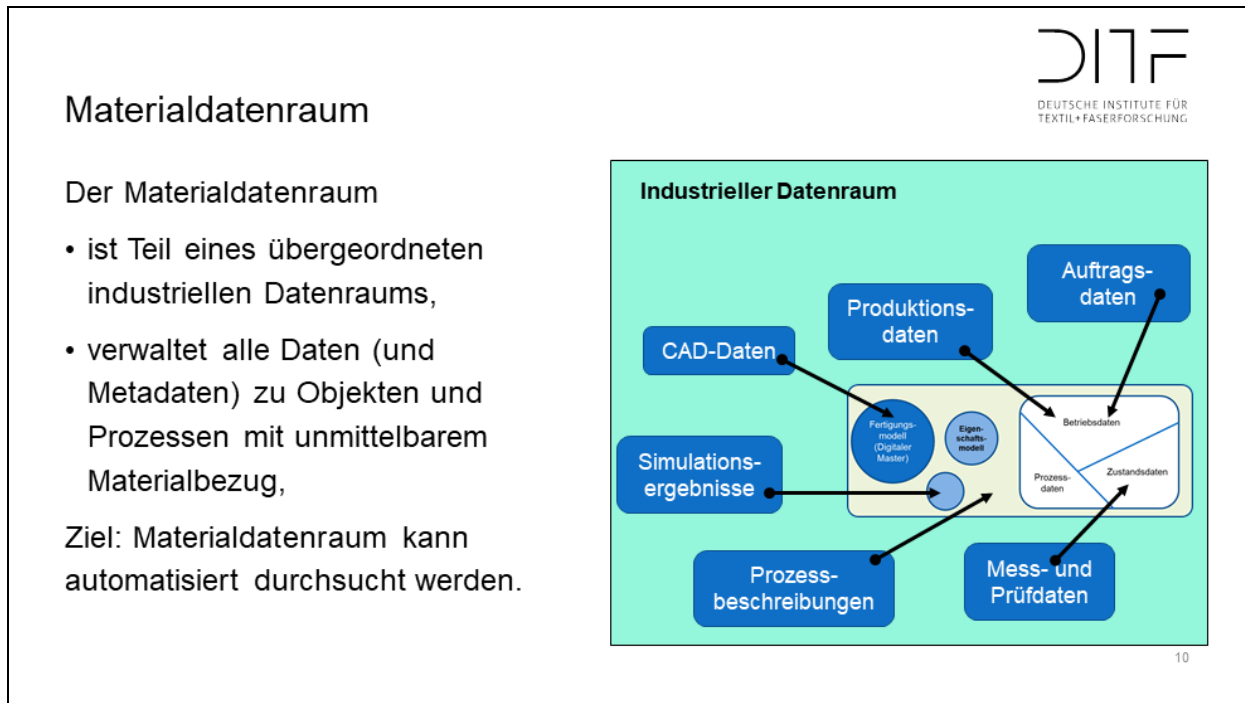 DITF
DEUTSCHE INSTITUTE FÜR
TEXTIL+FASERFORSCHUNG
Materialdatenraum
Der Materialdatenraum
• ist Teil eines übergeordneten
industriellen Datenraums,
• verwaltet alle Daten (und
Metadaten) zu Objekten und
Prozessen mit unmittelbarem
Materialbezug,
Ziel: Materialdatenraum kann
automatisiert durchsucht werden.
Industrieller Datenraum
Auftrags-
daten
Produktions-
daten
CAD-Daten
Fertigungs-
modell
(Digitaler
Master)
Eigen-
schafts-
modell
Betriebsdaten
Prozess-
daten
Zustandsdaten
Simulations-
ergebnisse
Prozess-
beschreibungen
Mess- und
Prüfdaten
10